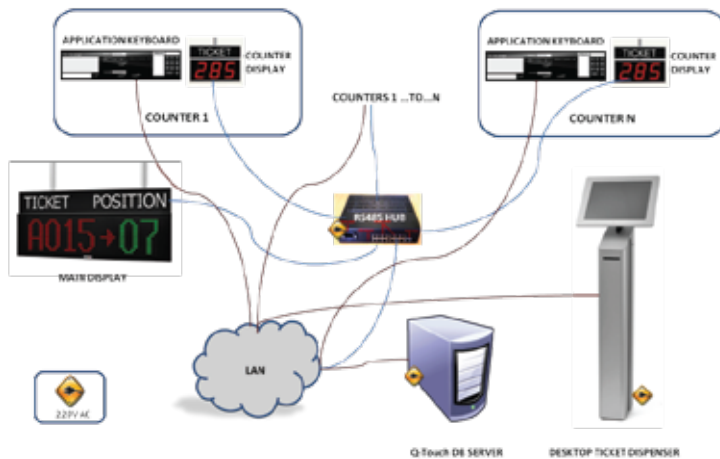 APPLICATION KEYBOARD
TICKET
285
COUNTER
DISPLAY
COUNTER 1
COUNTERS 1 ...TO...N
APPLICATION KEYBOARD
TICKET
285
COUNTER
DISPLAY
COUNTER N
TICKET POSITION
A015→07
MAIN DISPLAY
RS485 HUB
LAN
220V AC
Q-Touch DB SERVER
DESKTOP TICKET DISPENSER